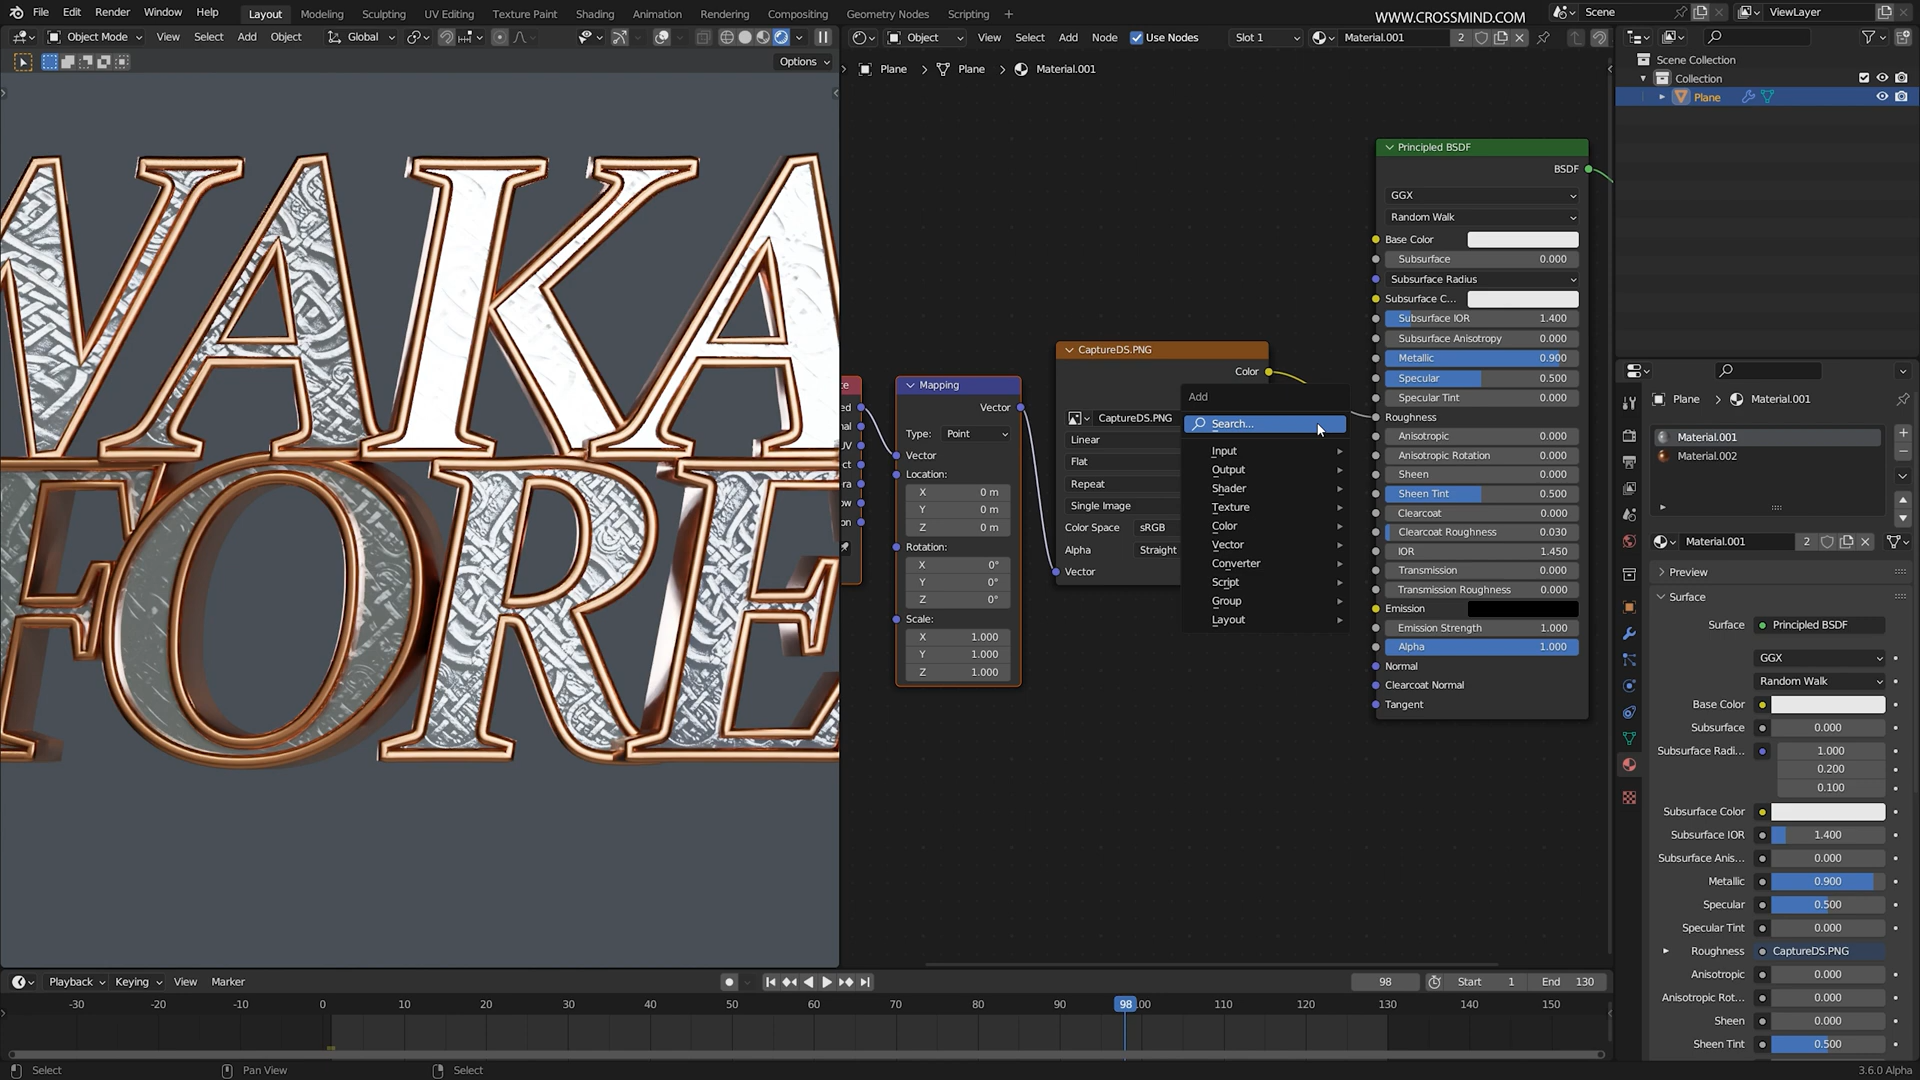 File Edit Render Window Help Layout Modeling Sculpting UV Editing Texture Paint Shading Animation Rendering Compositing Geometry Nodes Scripting + WWW.CROSSMIND.COM Scene ViewLayer
Object Mode View Select Add Object Global
Options
Object View Select Add Node Use Nodes Slot 1 Material.001 2
Plane > Plane > Material.001
WAKA
FORE
Mapping
Vector
Type: Point
Vector
Location:
X 0 m
Y 0 m
Z 0 m
Rotation:
X 0°
Y 0°
Z 0°
Scale:
X 1.000
Y 1.000
Z 1.000
CaptureDS.PNG
Color
CaptureDS.PNG
Linear
Flat
Repeat
Single Image
Color Space sRGB
Alpha Straight
Vector
Add
Search...
Input
Output
Shader
Texture
Color
Vector
Converter
Script
Group
Layout
Principled BSDF
BSDF
GGX
Random Walk
Base Color
Subsurface 0.000
Subsurface Radius
Subsurface C...
Subsurface IOR 1.400
Subsurface Anisotropy 0.000
Metallic 0.900
Specular 0.500
Specular Tint 0.000
Roughness
Anisotropic 0.000
Anisotropic Rotation 0.000
Sheen 0.000
Sheen Tint 0.500
Clearcoat 0.000
Clearcoat Roughness 0.030
IOR 1.450
Transmission 0.000
Transmission Roughness 0.000
Emission
Emission Strength 1.000
Alpha 1.000
Normal
Clearcoat Normal
Tangent
Scene Collection
Collection
Plane
Plane > Material.001
Material.001
Material.002
Material.001 2
Preview
Surface
Surface Principled BSDF
GGX
Random Walk
Base Color
Subsurface 0.000
Subsurface Radi... 1.000
0.200
0.100
Subsurface Color
Subsurface IOR 1.400
Subsurface Anis... 0.000
Metallic 0.900
Specular 0.500
Specular Tint 0.000
Roughness CaptureDS.PNG
Anisotropic 0.000
Anisotropic Rot... 0.000
Sheen 0.000
Sheen Tint 0.500
Playback Keying View Marker 98 Start 1 End 130
-30 -20 -10 0 10 20 30 40 50 60 70 80 90 98 100 110 120 130 140 150
Select Pan View Select 3.6.0 Alpha